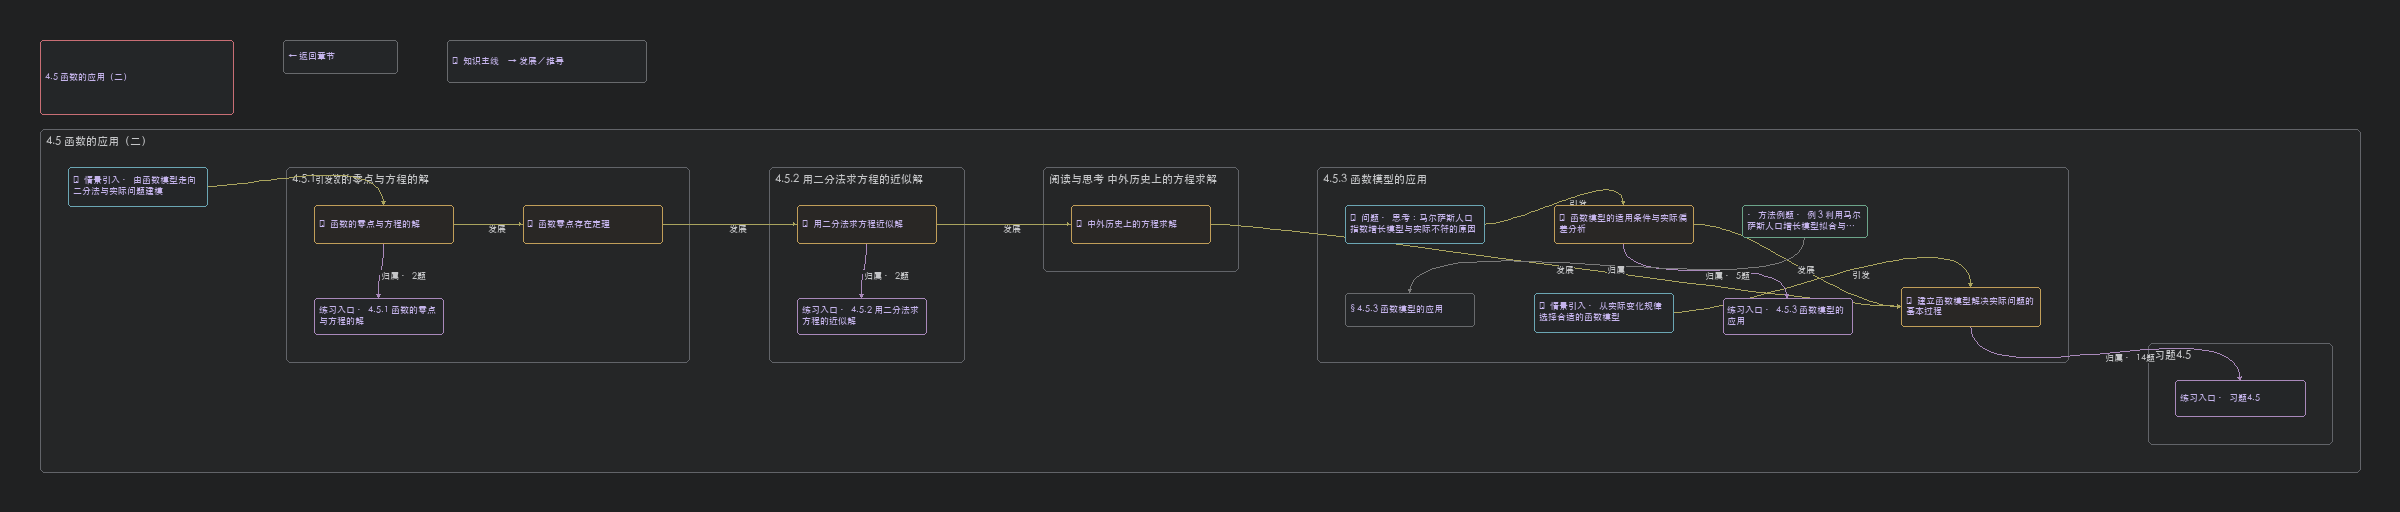 4.5 函数的应用（二）
← 返回章节
知识主线 → 发展／推导
4.5 函数的应用（二）
情景引入 · 由函数模型走向
二分法与实际问题建模
4.5.1 函数的零点与方程的解
引发
函数的零点与方程的解
发展
函数零点存在定理
归属 · 2题
练习入口 · 4.5.1 函数的零点
与方程的解
发展
4.5.2 用二分法求方程的近似解
用二分法求方程近似解
归属 · 2题
练习入口 · 4.5.2 用二分法求
方程的近似解
发展
阅读与思考 中外历史上的方程求解
中外历史上的方程求解
4.5.3 函数模型的应用
问题 · 思考：马尔萨斯人口
指数增长模型与实际不符的原因
引发
函数模型的适用条件与实际偏
差分析
· 方法例题 · 例 3 利用马尔
萨斯人口增长模型拟合与…
发展
归属
归属 · 5题
发展
引发
§ 4.5.3 函数模型的应用
情景引入 · 从实际变化规律
选择合适的函数模型
练习入口 · 4.5.3 函数模型的
应用
建立函数模型解决实际问题的
基本过程
归属 · 14题
习题4.5
练习入口 · 习题4.5